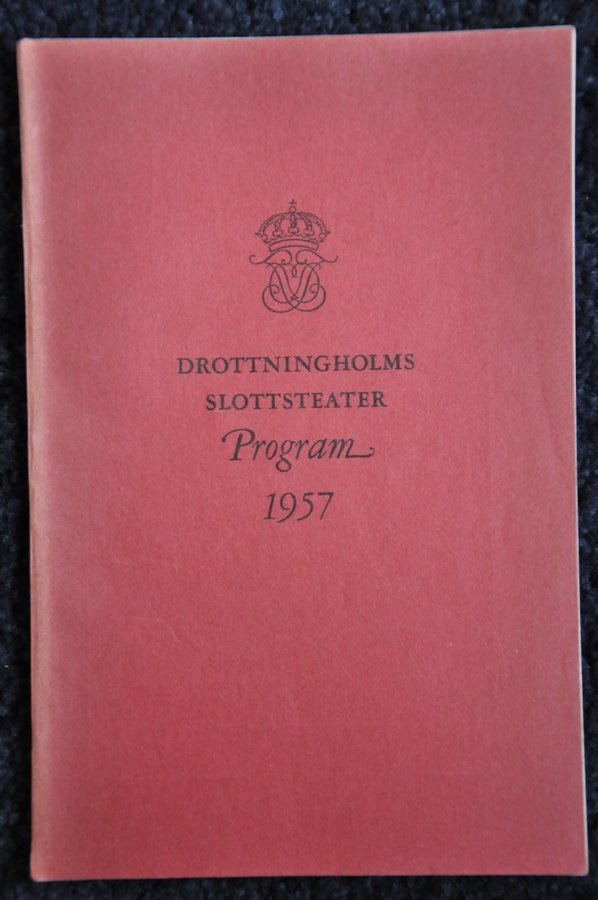 DROTTNINGHOLMS
SLOTTSTEATER
Program
1957